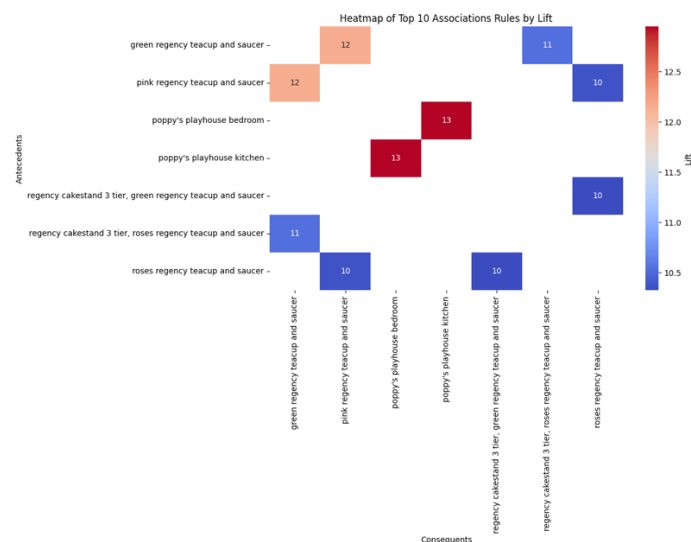 Heatmap of Top 10 Associations Rules by Lift
Antecedents
green regency teacup and saucer
12
11
pink regency teacup and saucer
12
10
poppy's playhouse bedroom
13
poppy's playhouse kitchen
13
regency cakestand 3 tier, green regency teacup and saucer
10
regency cakestand 3 tier, roses regency teacup and saucer
11
roses regency teacup and saucer
10
10
green regency teacup and saucer
pink regency teacup and saucer
poppy's playhouse bedroom
poppy's playhouse kitchen
regency cakestand 3 tier, green regency teacup and saucer
regency cakestand 3 tier, roses regency teacup and saucer
roses regency teacup and saucer
Consequents
12.5
12.0
11.5
11.0
10.5
Lift